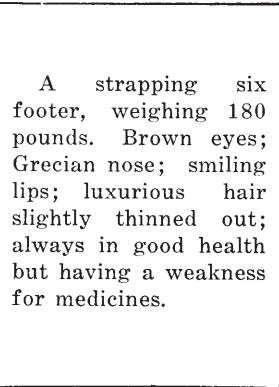 A strapping six
footer, weighing 180
pounds. Brown eyes;
Grecian nose; smiling
lips; luxurious hair
slightly thinned out;
always in good health
but having a weakness
for medicines.